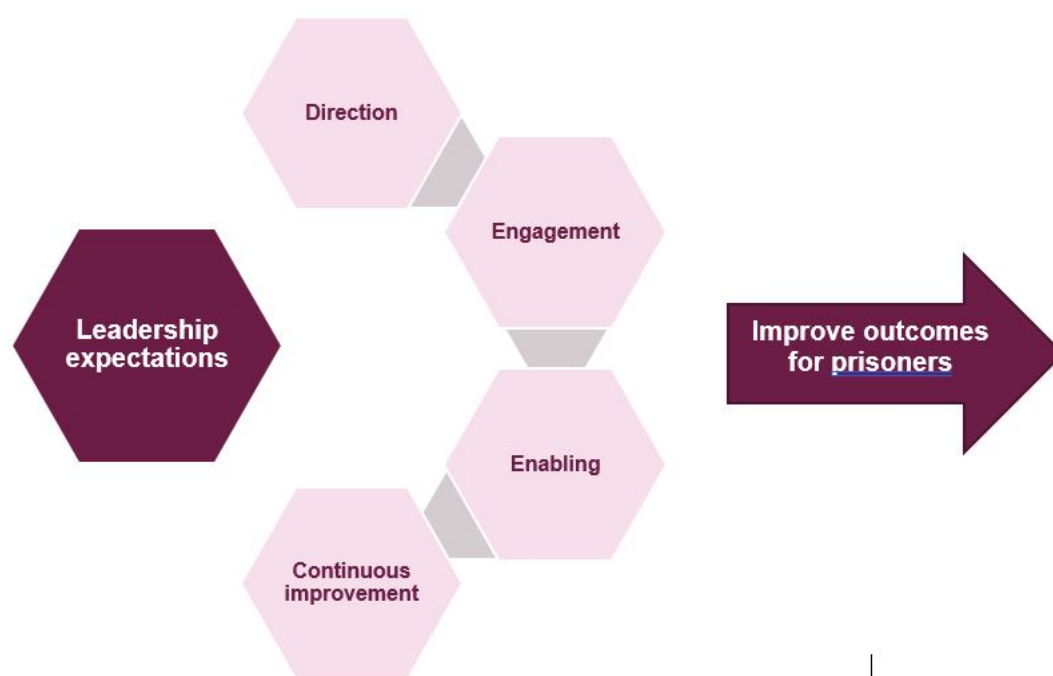 Direction
Engagement
Leadership
expectations
Improve outcomes
for prisoners
Enabling
Continuous
improvement